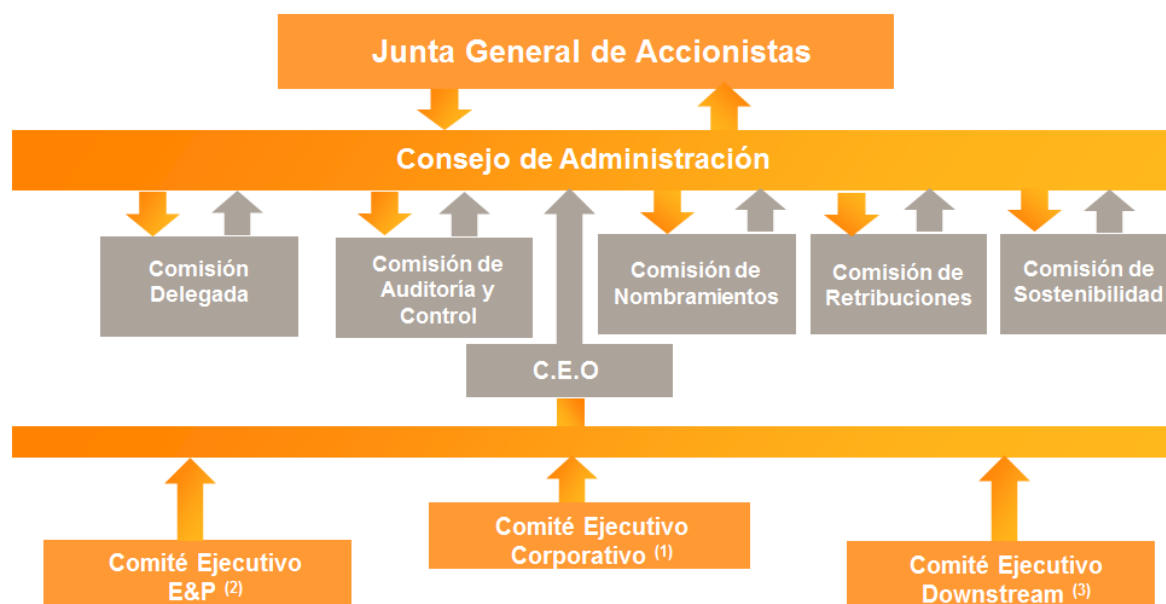 Junta General de Accionistas
Consejo de Administración
Comisión
Delegada
Comisión de
Auditoría y
Control
Comisión de
Nombramientos
Comisión de
Retribuciones
Comisión de
Sostenibilidad
C.E.O
Comité Ejecutivo
E&P (2)
Comité Ejecutivo
Corporativo (1)
Comité Ejecutivo
Downstream (3)